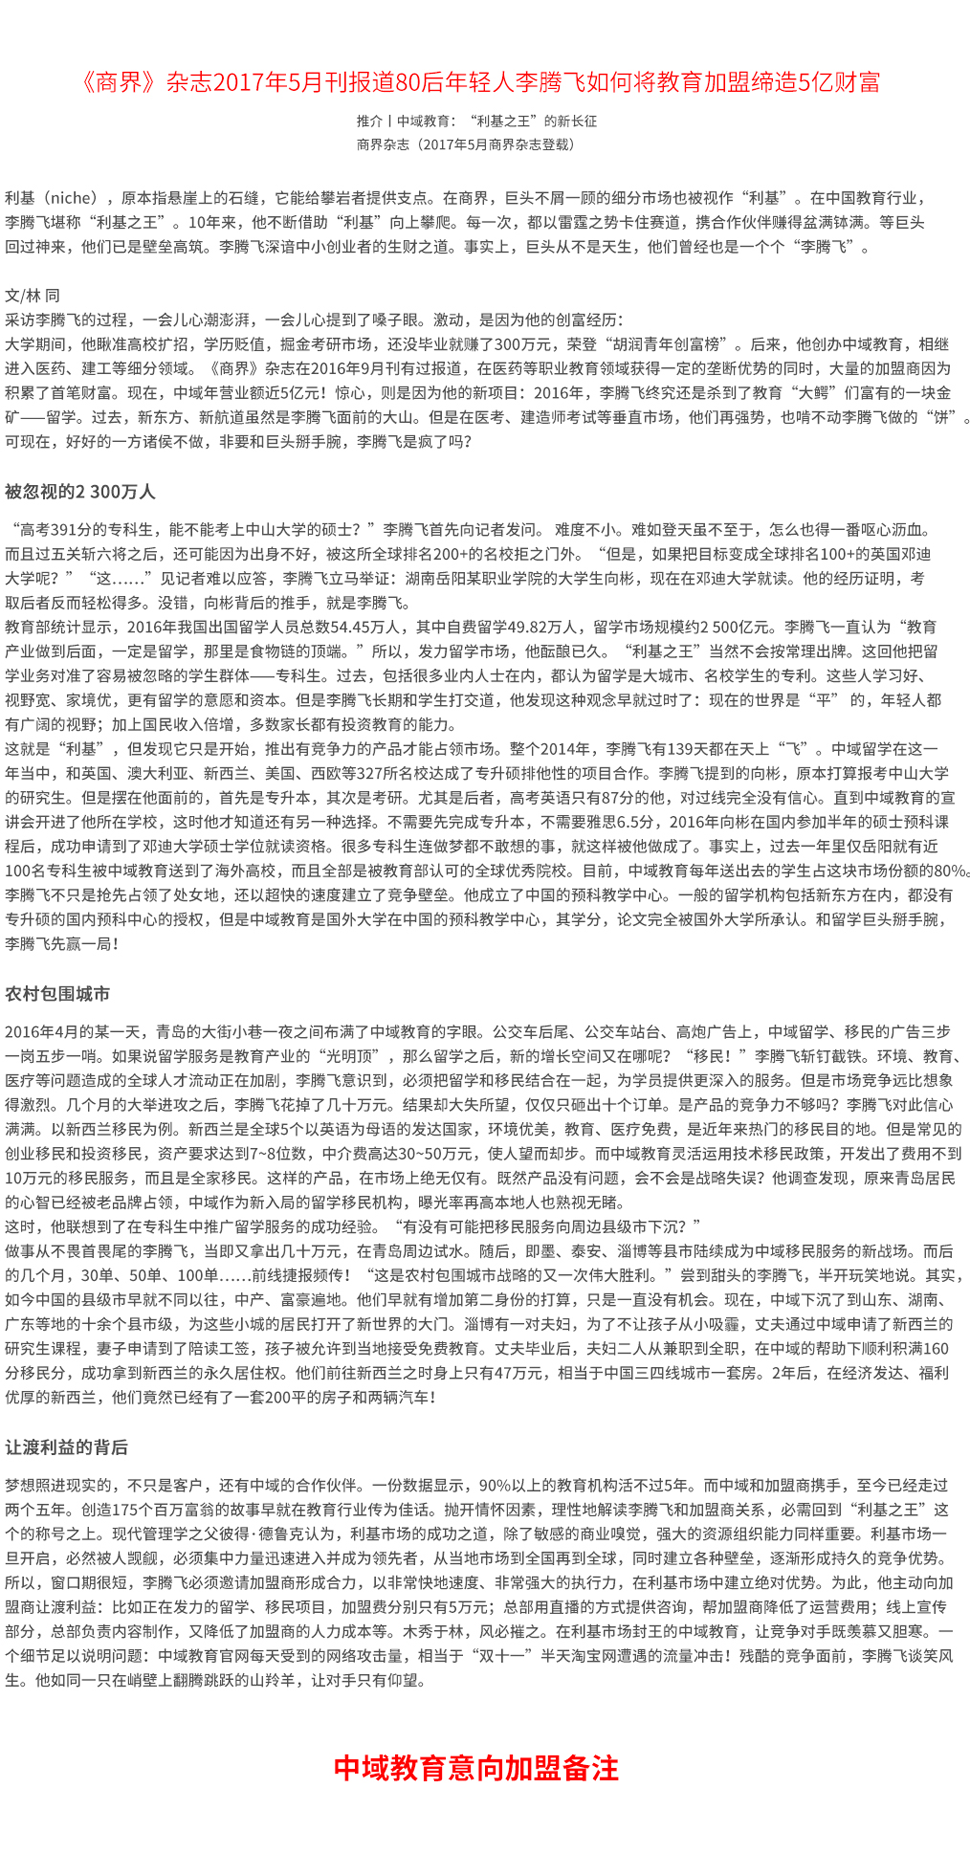 《商界》杂志2017年5月刊报道80后年轻人李腾飞如何将教育加盟缔造5亿财富
推介丨中域教育：“利基之王”的新长征
商界杂志（2017年5月商界杂志登载）
利基（niche），原本指悬崖上的石缝，它能给攀岩者提供支点。在商界，巨头不屑一顾的细分市场也被视作“利基”。在中国教育行业，
李腾飞堪称“利基之王”。10年来，他不断借助“利基”向上攀爬。每一次，都以雷霆之势卡住赛道，携合作伙伴赚得盆满钵满。等巨头
回过神来，他们已是壁垒高筑。李腾飞深谙中小创业者的生财之道。事实上，巨头从不是天生，他们曾经也是一个个“李腾飞”。
文/林 同
采访李腾飞的过程，一会儿心潮澎湃，一会儿心提到了嗓子眼。激动，是因为他的创富经历：
大学期间，他瞅准高校扩招，学历贬值，掘金考研市场，还没毕业就赚了300万元，荣登“胡润青年创富榜”。后来，他创办中域教育，相继
进入医药、建工等细分领域。《商界》杂志在2016年9月刊有过报道，在医药等职业教育领域获得一定的垄断优势的同时，大量的加盟商因为
积累了首笔财富。现在，中域年营业额近5亿元！惊心，则是因为他的新项目：2016年，李腾飞终究还是杀到了教育“大鳄”们富有的一块金
矿——留学。过去，新东方、新航道虽然是李腾飞面前的大山。但是在医考、建造师考试等垂直市场，他们再强势，也啃不动李腾飞做的“饼”。
可现在，好好的一方诸侯不做，非要和巨头掰手腕，李腾飞是疯了吗？
被忽视的2 300万人
“高考391分的专科生，能不能考上中山大学的硕士？”李腾飞首先向记者发问。 难度不小。难如登天虽不至于，怎么也得一番呕心沥血。
而且过五关斩六将之后，还可能因为出身不好，被这所全球排名200+的名校拒之门外。“但是，如果把目标变成全球排名100+的英国邓迪
大学呢？”“这……”见记者难以应答，李腾飞立马举证：湖南岳阳某职业学院的大学生向彬，现在在邓迪大学就读。他的经历证明，考
取后者反而轻松得多。没错，向彬背后的推手，就是李腾飞。
教育部统计显示，2016年我国出国留学人员总数54.45万人，其中自费留学49.82万人，留学市场规模约2 500亿元。李腾飞一直认为“教育
产业做到后面，一定是留学，那里是食物链的顶端。”所以，发力留学市场，他酝酿已久。“利基之王”当然不会按常理出牌。这回他把留
学业务对准了容易被忽略的学生群体——专科生。过去，包括很多业内人士在内，都认为留学是大城市、名校学生的专利。这些人学习好、
视野宽、家境优，更有留学的意愿和资本。但是李腾飞长期和学生打交道，他发现这种观念早就过时了：现在的世界是“平” 的，年轻人都
有广阔的视野；加上国民收入倍增，多数家长都有投资教育的能力。
这就是“利基”，但发现它只是开始，推出有竞争力的产品才能占领市场。整个2014年，李腾飞有139天都在天上“飞”。中域留学在这一
年当中，和英国、澳大利亚、新西兰、美国、西欧等327所名校达成了专升硕排他性的项目合作。李腾飞提到的向彬，原本打算报考中山大学
的研究生。但是摆在他面前的，首先是专升本，其次是考研。尤其是后者，高考英语只有87分的他，对过线完全没有信心。直到中域教育的宣
讲会开进了他所在学校，这时他才知道还有另一种选择。不需要先完成专升本，不需要雅思6.5分，2016年向彬在国内参加半年的硕士预科课
程后，成功申请到了邓迪大学硕士学位就读资格。很多专科生连做梦都不敢想的事，就这样被他做成了。事实上，过去一年里仅岳阳就有近
100名专科生被中域教育送到了海外高校，而且全部是被教育部认可的全球优秀院校。目前，中域教育每年送出去的学生占这块市场份额的80%。
李腾飞不只是抢先占领了处女地，还以超快的速度建立了竞争壁垒。他成立了中国的预科教学中心。一般的留学机构包括新东方在内，都没有
专升硕的国内预科中心的授权，但是中域教育是国外大学在中国的预科教学中心，其学分，论文完全被国外大学所承认。和留学巨头掰手腕，
李腾飞先赢一局！
农村包围城市
2016年4月的某一天，青岛的大街小巷一夜之间布满了中域教育的字眼。公交车后尾、公交车站台、高炮广告上，中域留学、移民的广告三步
一岗五步一哨。如果说留学服务是教育产业的“光明顶”，那么留学之后，新的增长空间又在哪呢？“移民！”李腾飞斩钉截铁。环境、教育、
医疗等问题造成的全球人才流动正在加剧，李腾飞意识到，必须把留学和移民结合在一起，为学员提供更深入的服务。但是市场竞争远比想象
得激烈。几个月的大举进攻之后，李腾飞花掉了几十万元。结果却大失所望，仅仅只砸出十个订单。是产品的竞争力不够吗？李腾飞对此信心
满满。以新西兰移民为例。新西兰是全球5个以英语为母语的发达国家，环境优美，教育、医疗免费，是近年来热门的移民目的地。但是常见的
创业移民和投资移民，资产要求达到7~8位数，中介费高达30~50万元，使人望而却步。而中域教育灵活运用技术移民政策，开发出了费用不到
10万元的移民服务，而且是全家移民。这样的产品，在市场上绝无仅有。既然产品没有问题，会不会是战略失误？他调查发现，原来青岛居民
的心智已经被老品牌占领，中域作为新入局的留学移民机构，曝光率再高本地人也熟视无睹。
这时，他联想到了在专科生中推广留学服务的成功经验。“有没有可能把移民服务向周边县级市下沉？”
做事从不畏首畏尾的李腾飞，当即又拿出几十万元，在青岛周边试水。随后，即墨、泰安、淄博等县市陆续成为中域移民服务的新战场。而后
的几个月，30单、50单、100单……前线捷报频传！“这是农村包围城市战略的又一次伟大胜利。”尝到甜头的李腾飞，半开玩笑地说。其实，
如今中国的县级市早就不同以往，中产、富豪遍地。他们早就有增加第二身份的打算，只是一直没有机会。现在，中域下沉了到山东、湖南、
广东等地的十余个县市级，为这些小城的居民打开了新世界的大门。淄博有一对夫妇，为了不让孩子从小吸霾，丈夫通过中域申请了新西兰的
研究生课程，妻子申请到了陪读工签，孩子被允许到当地接受免费教育。丈夫毕业后，夫妇二人从兼职到全职，在中域的帮助下顺利积满160
分移民分，成功拿到新西兰的永久居住权。他们前往新西兰之时身上只有47万元，相当于中国三四线城市一套房。2年后，在经济发达、福利
优厚的新西兰，他们竟然已经有了一套200平的房子和两辆汽车！
让渡利益的背后
梦想照进现实的，不只是客户，还有中域的合作伙伴。一份数据显示，90%以上的教育机构活不过5年。而中域和加盟商携手，至今已经走过
两个五年。创造175个百万富翁的故事早就在教育行业传为佳话。抛开情怀因素，理性地解读李腾飞和加盟商关系，必需回到“利基之王”这
个的称号之上。现代管理学之父彼得·德鲁克认为，利基市场的成功之道，除了敏感的商业嗅觉，强大的资源组织能力同样重要。利基市场一
旦开启，必然被人觊觎，必须集中力量迅速进入并成为领先者，从当地市场到全国再到全球，同时建立各种壁垒，逐渐形成持久的竞争优势。
所以，窗口期很短，李腾飞必须邀请加盟商形成合力，以非常快地速度、非常强大的执行力，在利基市场中建立绝对优势。为此，他主动向加
盟商让渡利益：比如正在发力的留学、移民项目，加盟费分别只有5万元；总部用直播的方式提供咨询，帮加盟商降低了运营费用；线上宣传
部分，总部负责内容制作，又降低了加盟商的人力成本等。木秀于林，风必摧之。在利基市场封王的中域教育，让竞争对手既羡慕又胆寒。一
个细节足以说明问题：中域教育官网每天受到的网络攻击量，相当于“双十一”半天淘宝网遭遇的流量冲击！残酷的竞争面前，李腾飞谈笑风
生。他如同一只在峭壁上翻腾跳跃的山羚羊，让对手只有仰望。
中域教育意向加盟备注